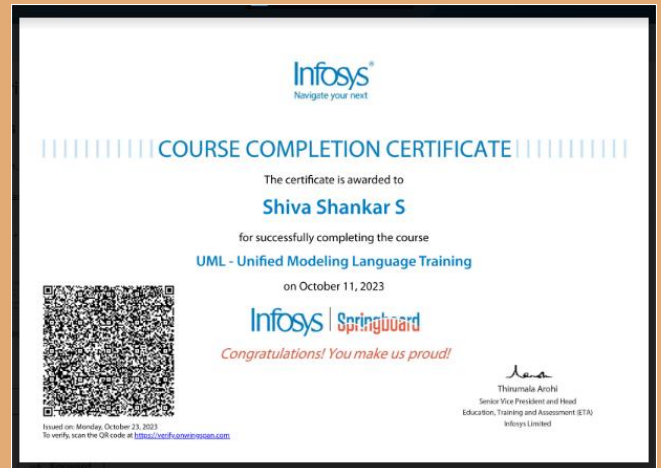 Infosys®
Navigate your next
COURSE COMPLETION CERTIFICATE
The certificate is awarded to
Shiva Shankar S
for successfully completing the course
UML - Unified Modeling Language Training
on October 11, 2023
Infosys | Springboard
Congratulations! You make us proud!
Thirumala Arohi
Senior Vice President and Head
Education, Training and Assessment (ETA)
Infosys Limited
Issued on: Monday, October 23, 2023
To verify, scan the QR code at https://verify.onwingspan.com